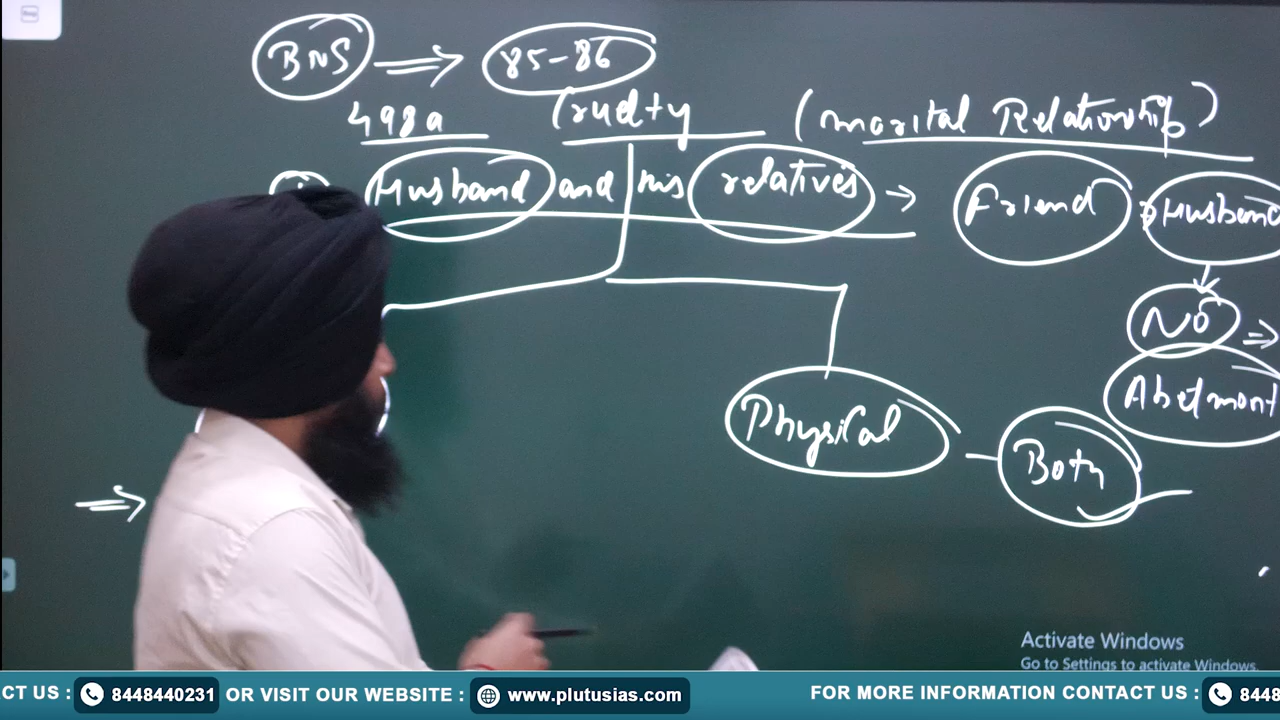 BNS ⇒ 85-86
498a Cruelty (marital Relationship)
Husband and his relatives → Friend Husband
No ⇒
Abetment
Physical - Both
⇒
Activate Windows
Go to Settings to activate Windows.
CT US : 8448440231 OR VISIT OUR WEBSITE : www.plutusias.com FOR MORE INFORMATION CONTACT US : 8448